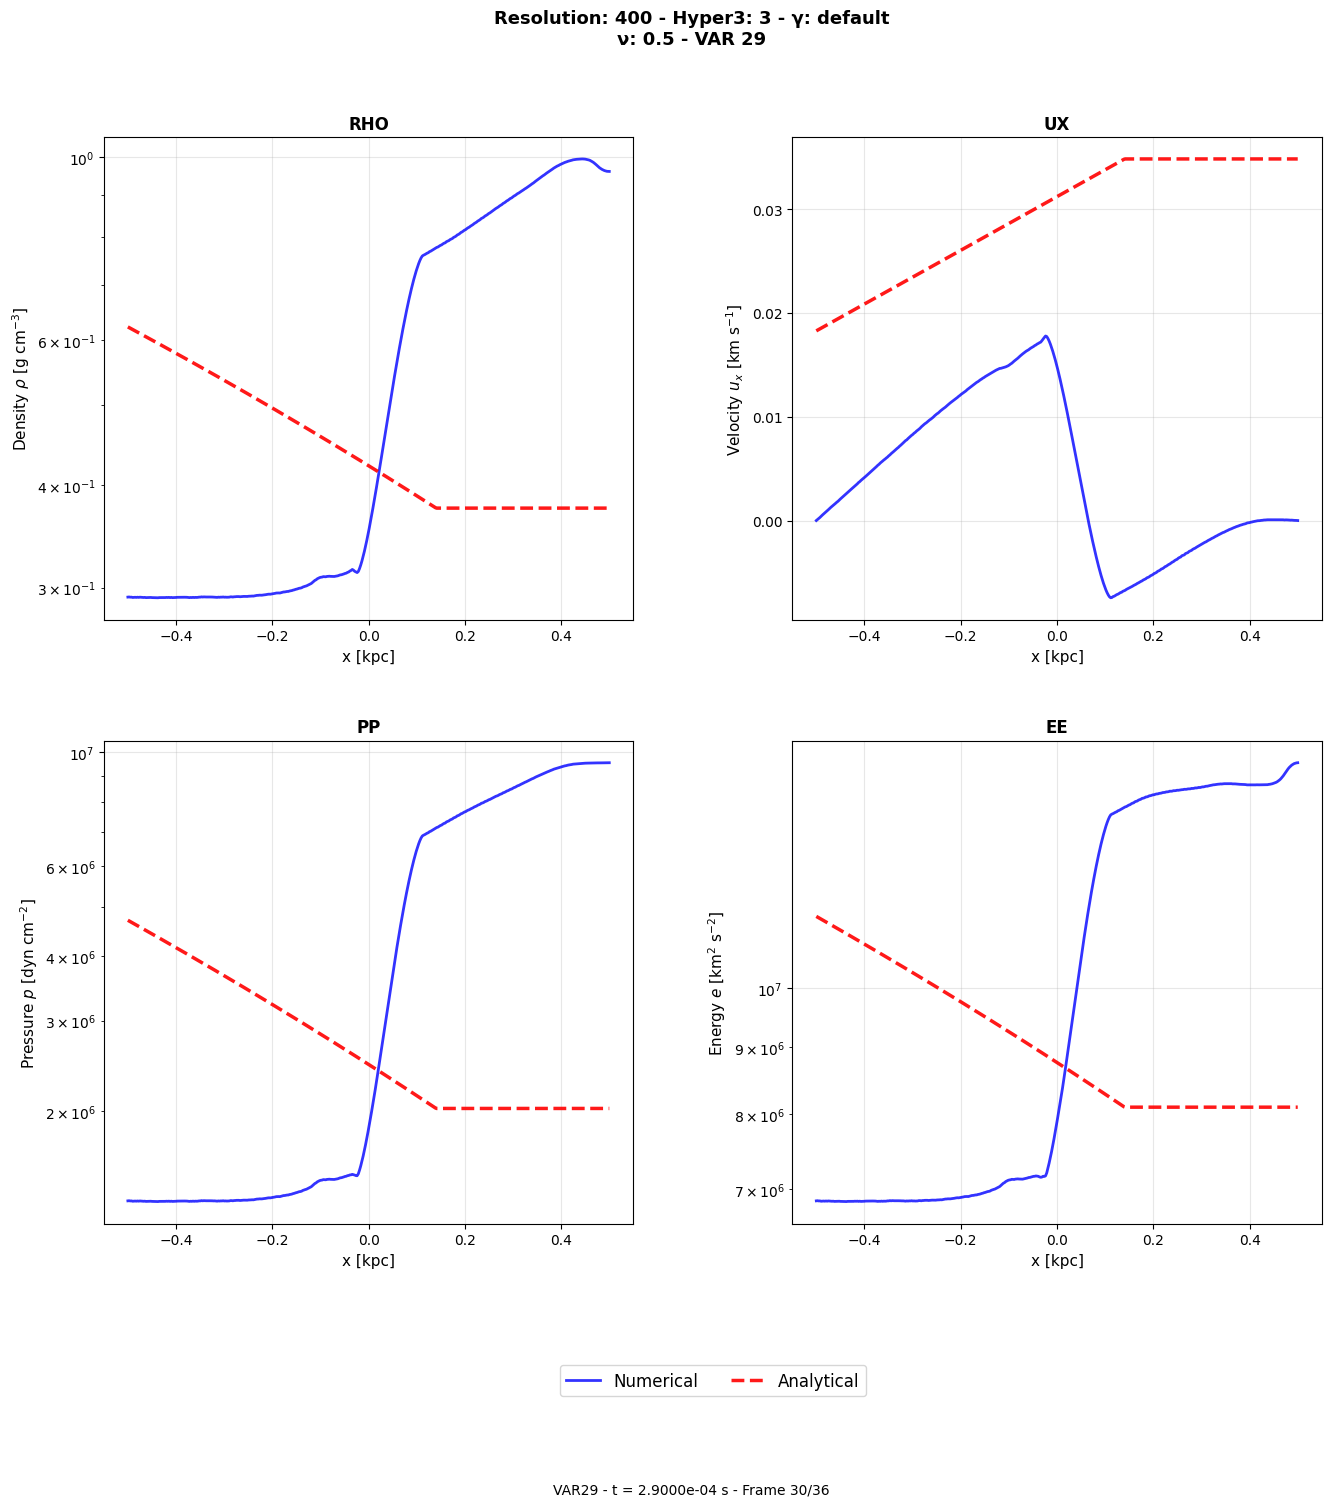 Resolution: 400 - Hyper3: 3 - γ: default
ν: 0.5 - VAR 29
RHO
Density ρ [g cm⁻³]
10⁰
6 × 10⁻¹
4 × 10⁻¹
3 × 10⁻¹
−0.4 −0.2 0.0 0.2 0.4
x [kpc]
UX
Velocity uₓ [km s⁻¹]
0.03
0.02
0.01
0.00
−0.4 −0.2 0.0 0.2 0.4
x [kpc]
PP
Pressure p [dyn cm⁻²]
10⁷
6 × 10⁶
4 × 10⁶
3 × 10⁶
2 × 10⁶
−0.4 −0.2 0.0 0.2 0.4
x [kpc]
EE
Energy e [km² s⁻²]
10⁷
9 × 10⁶
8 × 10⁶
7 × 10⁶
−0.4 −0.2 0.0 0.2 0.4
x [kpc]
Numerical Analytical
VAR29 - t = 2.9000e-04 s - Frame 30/36